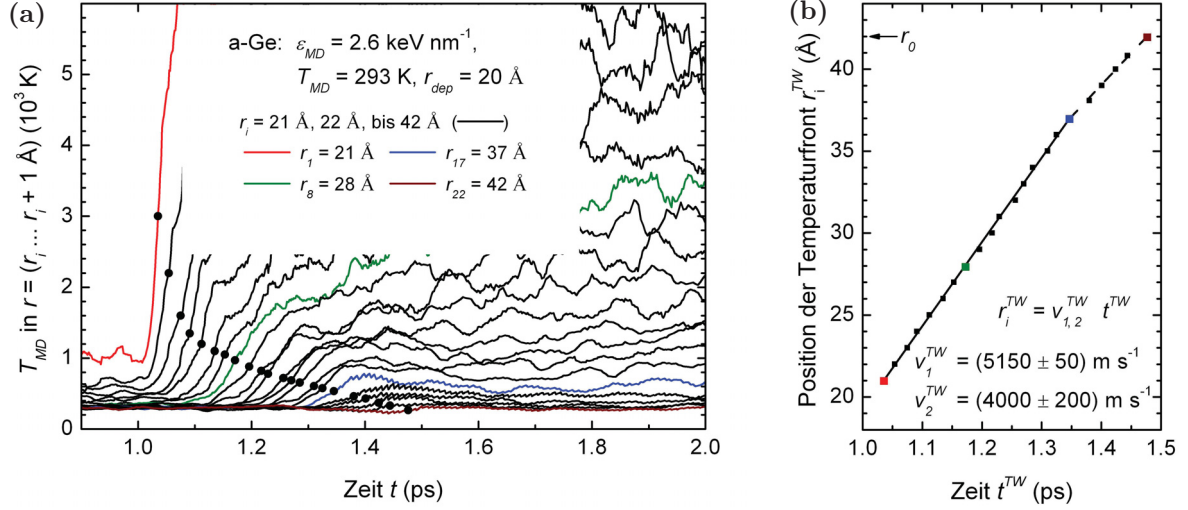 (a)
a-Ge: ε_MD = 2.6 keV nm⁻¹,
T_MD = 293 K, r_dep = 20 Å
r_i = 21 Å, 22 Å, bis 42 Å (—)
r_1 = 21 Å
r_17 = 37 Å
r_8 = 28 Å
r_22 = 42 Å
T_MD in r = (r_i ... r_i + 1 Å) (10³ K)
5
4
3
2
1
0
1.0
1.2
1.4
1.6
1.8
2.0
Zeit t (ps)
(b)
r_0
Position der Temperaturfront r_i^TW (Å)
40
35
30
25
20
r_i^TW = v_1,2^TW t^TW
v_1^TW = (5150 ± 50) m s⁻¹
v_2^TW = (4000 ± 200) m s⁻¹
1.0
1.1
1.2
1.3
1.4
1.5
Zeit t^TW (ps)